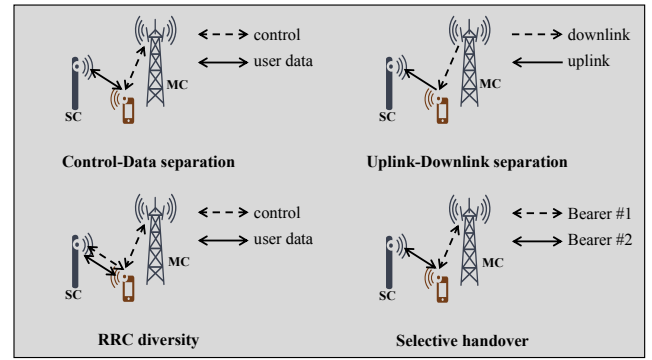 control
user data
MC
SC
Control-Data separation
downlink
uplink
MC
SC
Uplink-Downlink separation
control
user data
MC
SC
RRC diversity
Bearer #1
Bearer #2
MC
SC
Selective handover